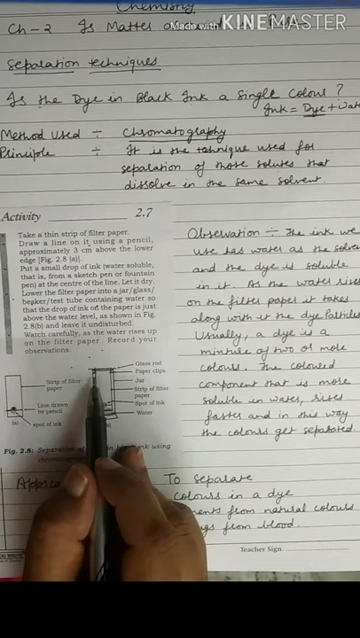 Chemistry
Ch-2 Is Matter
Made with KINEMASTER
Separation techniques
Is the Dye in Black Ink a Single Colour?
Ink = Dye + Wat
Method Used ÷ Chromatography
Principle ÷ It is the technique used for
separation of those solutes that
dissolve in the same solvent.
Activity 2.7
Take a thin strip of filter paper.
Draw a line on it using a pencil,
approximately 3 cm above the lower
edge [Fig. 2.8 (a)].
Put a small drop of ink (water soluble,
that is, from a sketch pen or fountain
pen) at the centre of the line. Let it dry.
Lower the filter paper into a jar/glass/
beaker/test tube containing water so
that the drop of ink on the paper is just
above the water level, as shown in Fig.
2.8(b) and leave it undisturbed.
Watch carefully, as the water rises up
on the filter paper. Record your
observations.
Glass rod
Paper clips
Jar
Strip of filter
paper
Spot of ink
Water
Strip of filter
paper
Line drawn
by pencil
(a) spot of ink
Fig. 2.8: Separation of ink using
Observation ÷ The ink we
use has water as the solve
and the dye is soluble
in it. As the water rises
on the filter paper it takes
along with it the dye particles
Usually, a dye is a
mixture of two or more
colours. The coloured
component that is more
soluble in water, rises
faster and in this way
the colours get separated.
To separate
colours in a dye
ments from natural colours
gs from blood.
Teacher Sign.